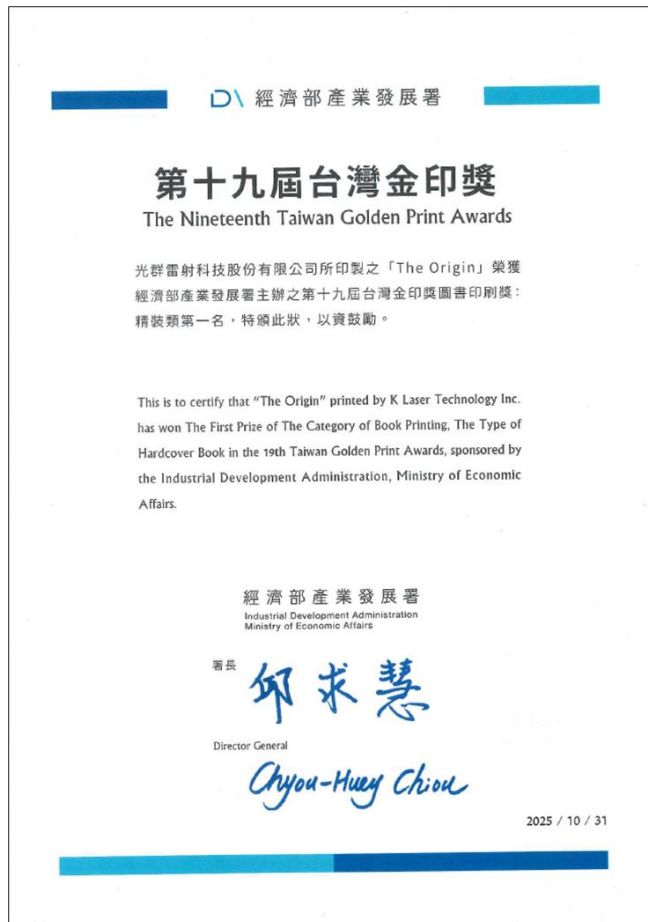 經濟部產業發展署
第十九屆台灣金印獎
The Nineteenth Taiwan Golden Print Awards
光群雷射科技股份有限公司所印製之「The Origin」榮獲
經濟部產業發展署主辦之第十九屆台灣金印獎圖書印刷獎：
精裝類第一名，特頒此狀，以資鼓勵。
This is to certify that "The Origin" printed by K Laser Technology Inc.
has won The First Prize of The Category of Book Printing, The Type of
Hardcover Book in the 19th Taiwan Golden Print Awards, sponsored by
the Industrial Development Administration, Ministry of Economic
Affairs.
經濟部產業發展署
Industrial Development Administration
Ministry of Economic Affairs
署長
邱求慧
Director General
Chyou-Huey Chiou
2025 / 10 / 31